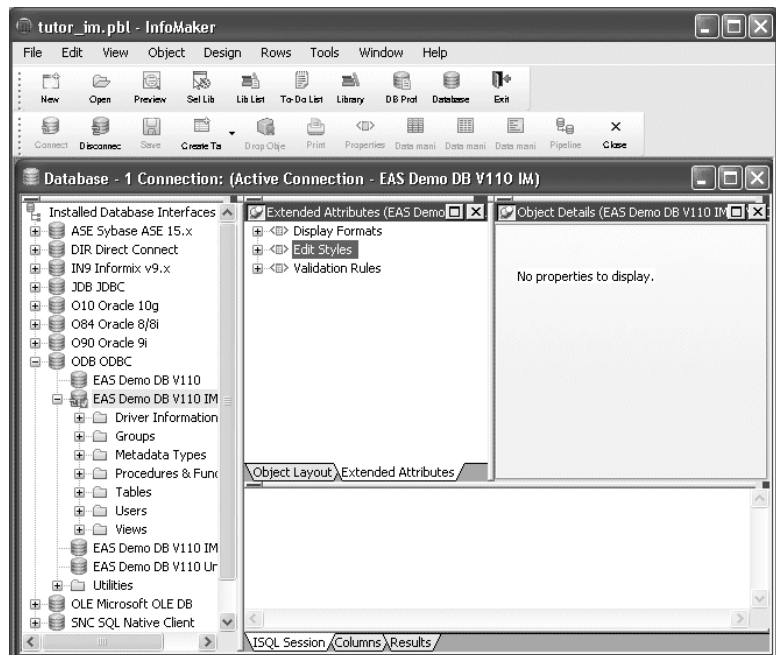 tutor_im.pbl - InfoMaker
File Edit View Object Design Rows Tools Window Help
New Open Preview Sel Lib Lib List To-Do List Library DB Prof Database Exit
Connect Disconnec Save Create Ta Drop Obje Print Properties Data mani Data mani Data mani Pipeline Close
Database - 1 Connection: (Active Connection - EAS Demo DB V110 IM)
Installed Database Interfaces
ASE Sybase ASE 15.x
DIR Direct Connect
IN9 Informix v9.x
JDB JDBC
O10 Oracle 10g
O84 Oracle 8/8i
O90 Oracle 9i
ODB ODBC
EAS Demo DB V110
EAS Demo DB V110 IM
Driver Information
Groups
Metadata Types
Procedures & Func
Tables
Users
Views
EAS Demo DB V110 IM
EAS Demo DB V110 Ur
Utilities
OLE Microsoft OLE DB
SNC SQL Native Client
Extended Attributes (EAS Demo
Display Formats
Edit Styles
Validation Rules
Object Layout Extended Attributes
Object Details (EAS Demo DB V110 IM
No properties to display.
ISQL Session Columns Results